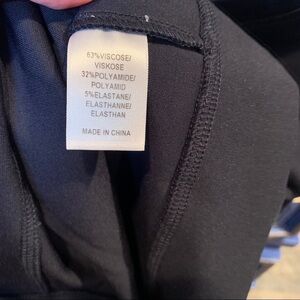 63%VISCOSE/
VISKOSE
32%POLYAMIDE/
POLYAMID
5%ELASTANE/
ELASTHANNE/
ELASTHAN
MADE IN CHINA